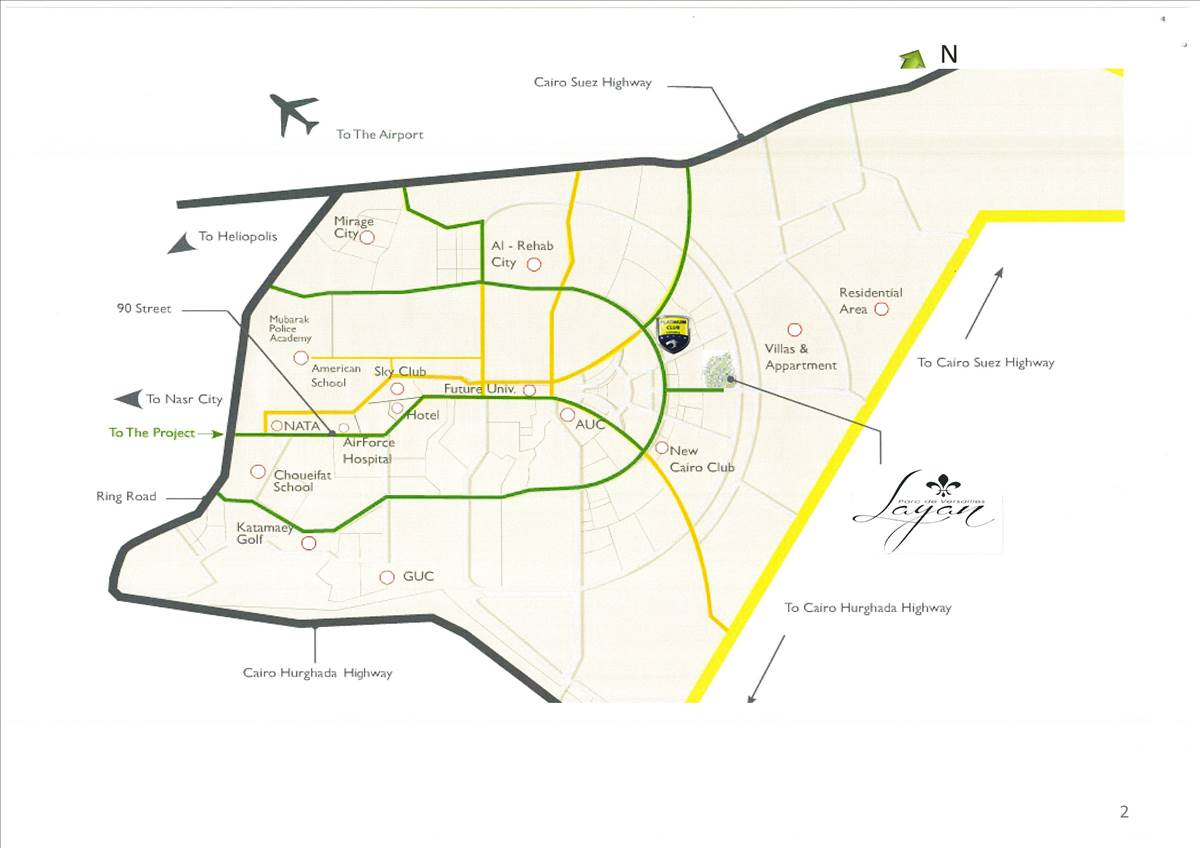 N
Cairo Suez Highway
To The Airport
Mirage
City
To Heliopolis
Al - Rehab
City
90 Street
Residential
Area
Mubarak
Police
Academy
PLATINUM
CLUB
Villas &
Appartment
To Cairo Suez Highway
American
School
Sky Club
Future Univ.
To Nasr City
Hotel
NATA
AUC
To The Project
AirForce
Hospital
New
Cairo Club
Choueifat
School
Ring Road
Parc de Versailles
Layan
Katamaey
Golf
GUC
To Cairo Hurghada Highway
Cairo Hurghada Highway
2